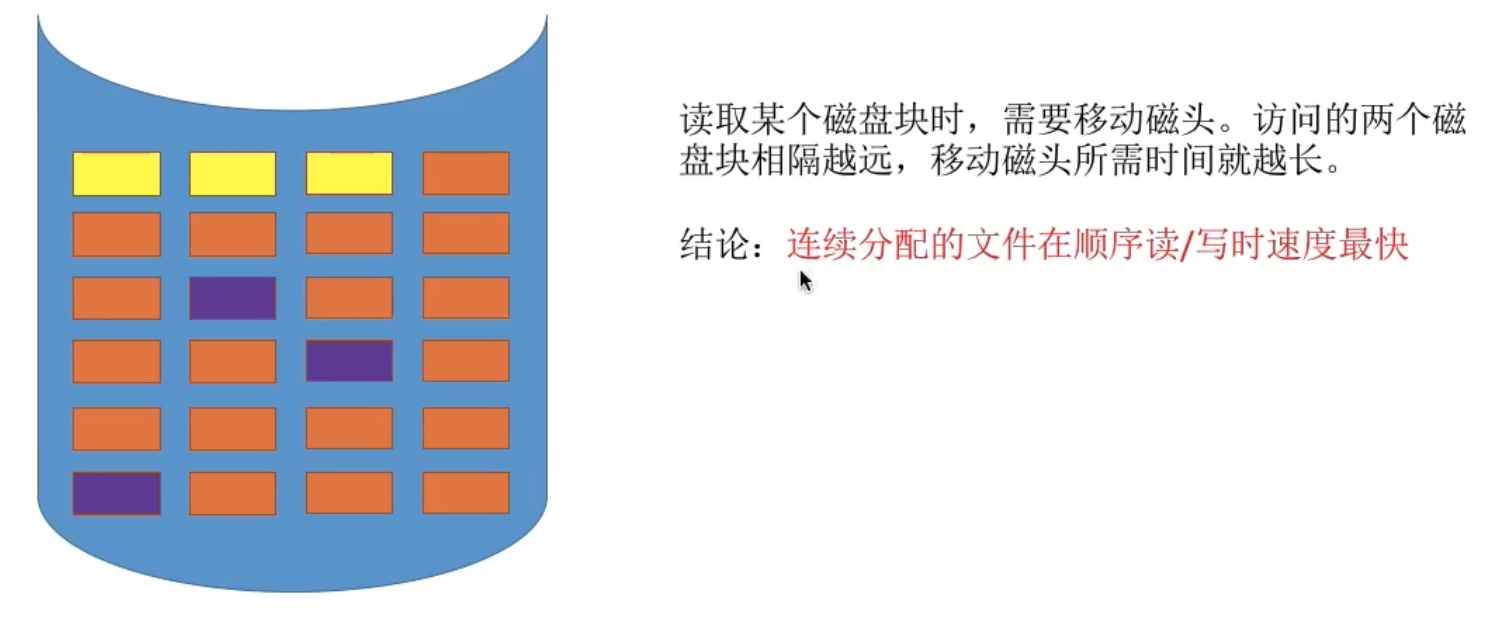 读取某个磁盘块时，需要移动磁头。访问的两个磁
盘块相隔越远，移动磁头所需时间就越长。
结论：连续分配的文件在顺序读/写时速度最快